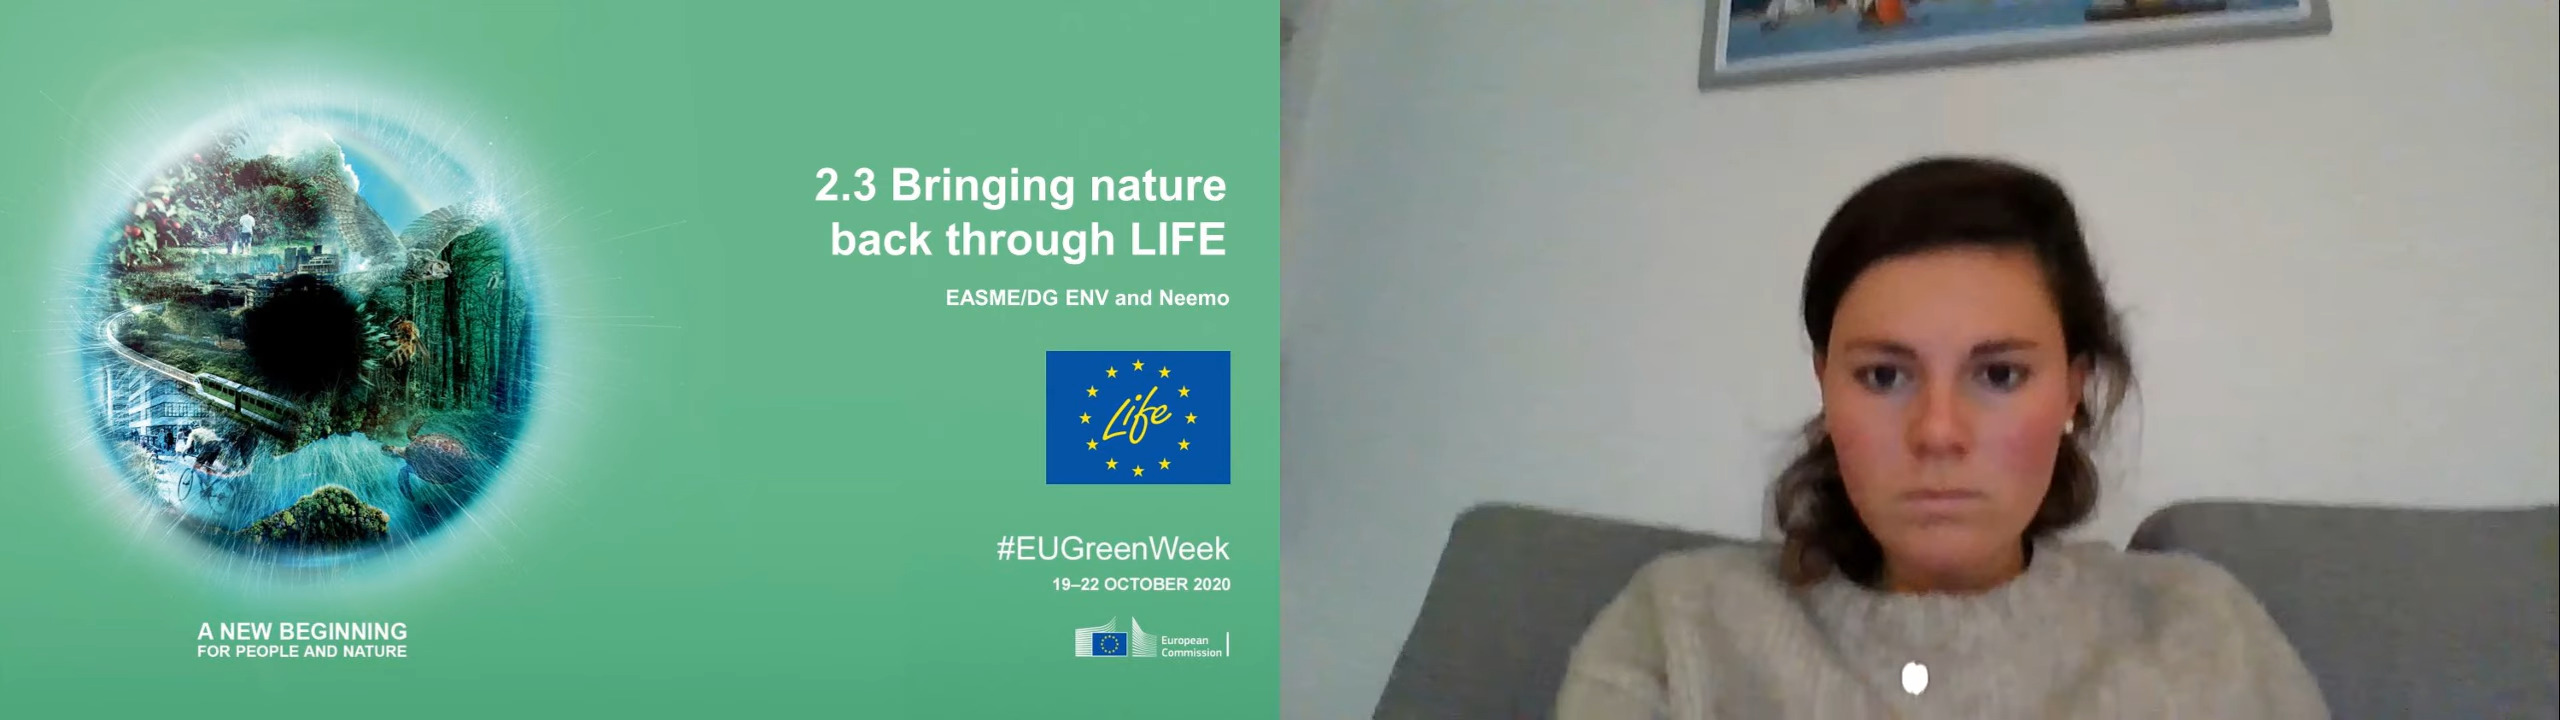 2.3 Bringing nature
back through LIFE
EASME/DG ENV and Neemo
Life
#EUGreenWeek
19–22 OCTOBER 2020
European
Commission
A NEW BEGINNING
FOR PEOPLE AND NATURE